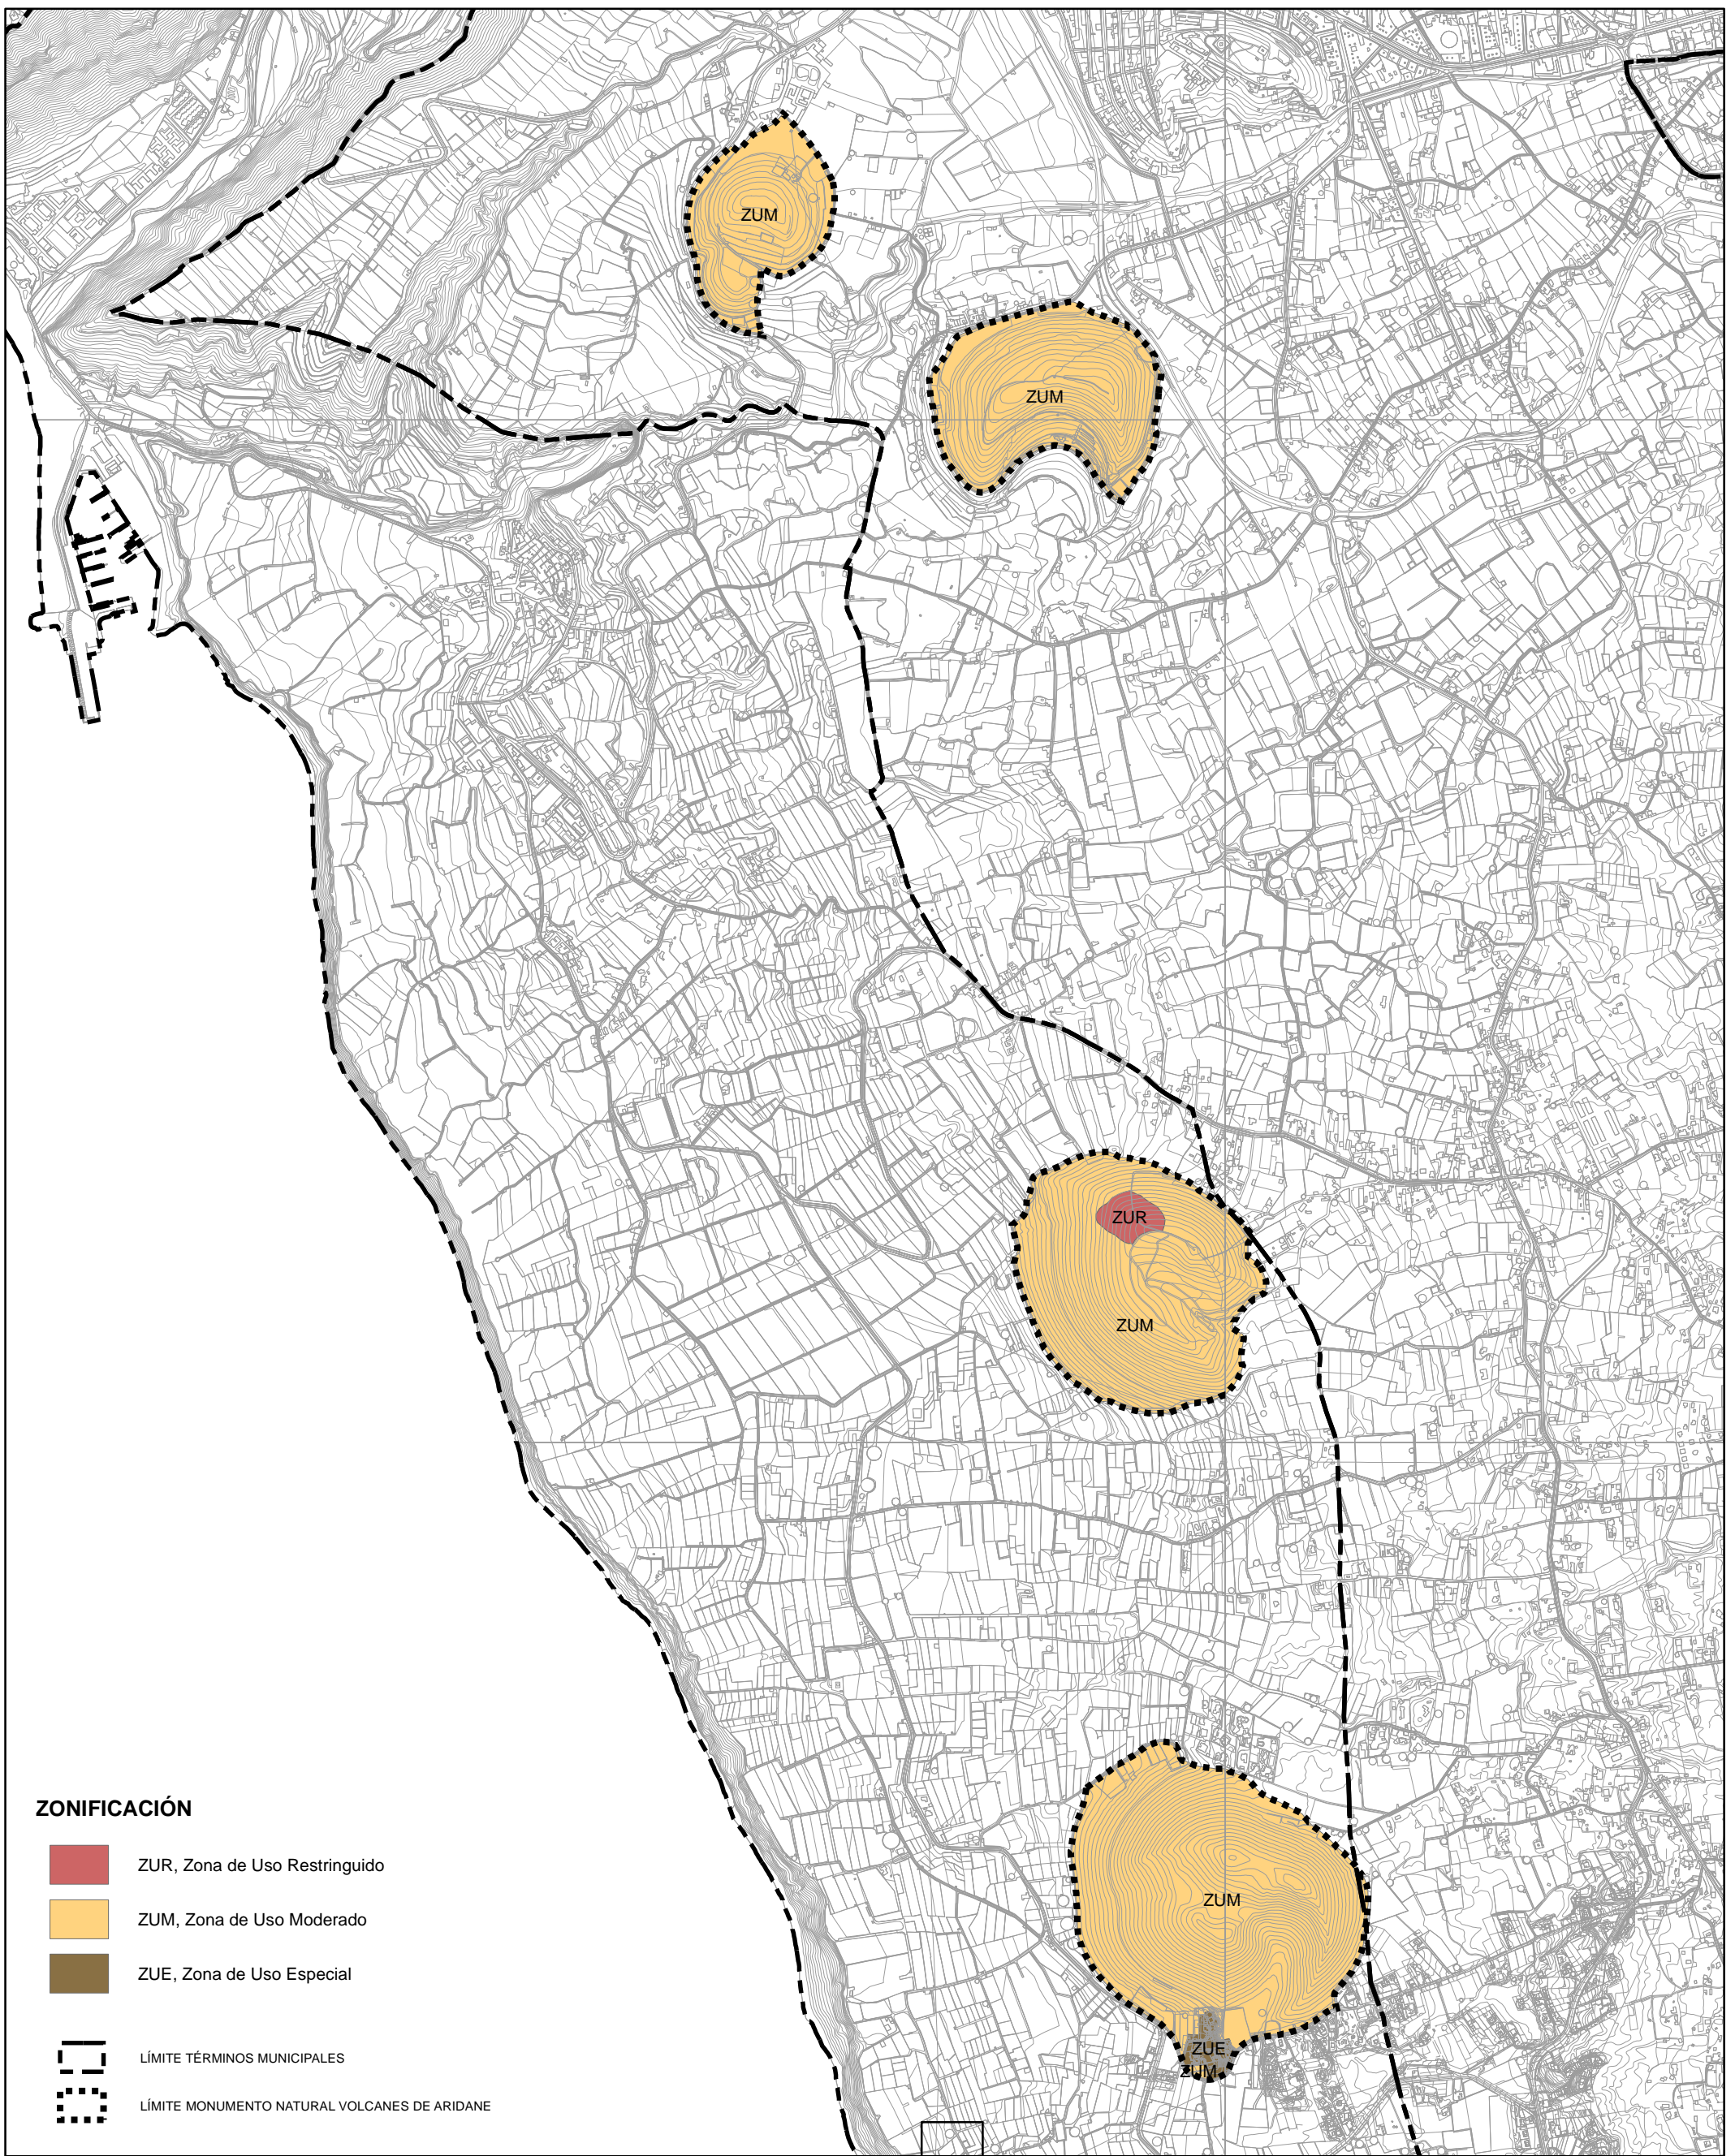 ZUM
ZUM
ZUR
ZUM
ZUM
ZUE
ZUM
ZONIFICACIÓN
ZUR, Zona de Uso Restringuido
ZUM, Zona de Uso Moderado
ZUE, Zona de Uso Especial
LÍMITE TÉRMINOS MUNICIPALES
LÍMITE MONUMENTO NATURAL VOLCANES DE ARIDANE